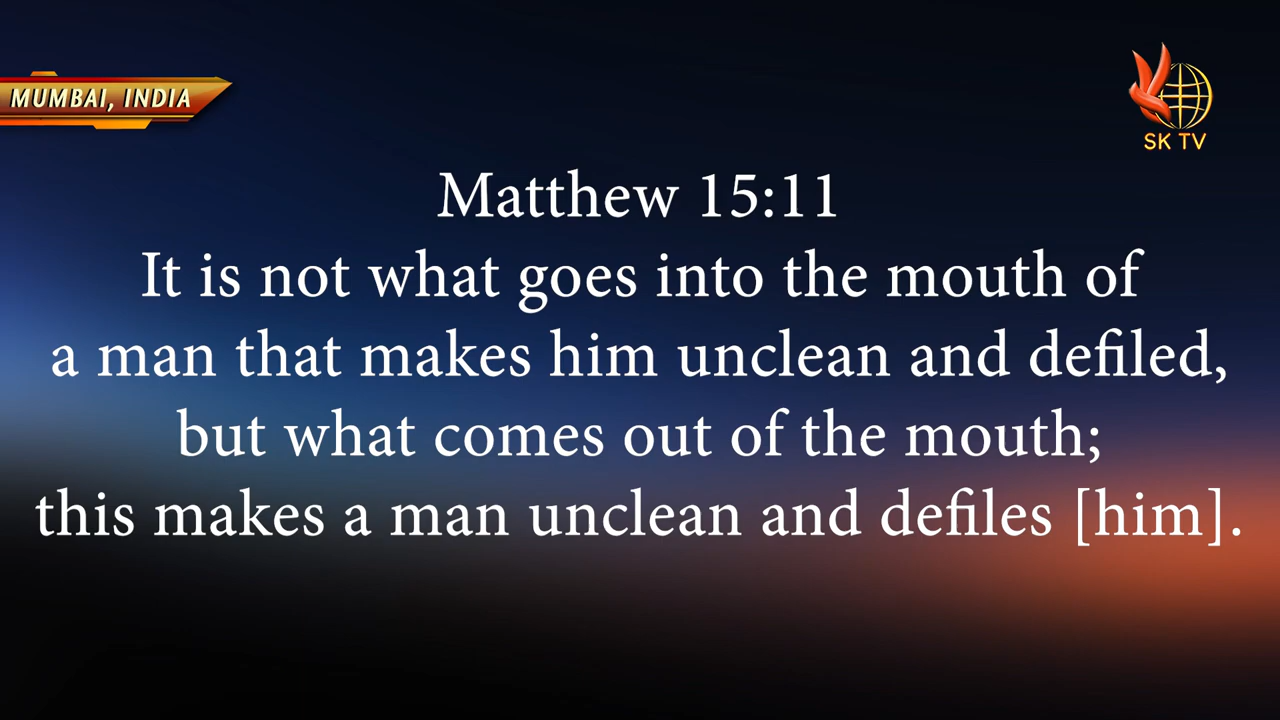 MUMBAI, INDIA
SK TV
Matthew 15:11
It is not what goes into the mouth of
a man that makes him unclean and defiled,
but what comes out of the mouth;
this makes a man unclean and defiles [him].